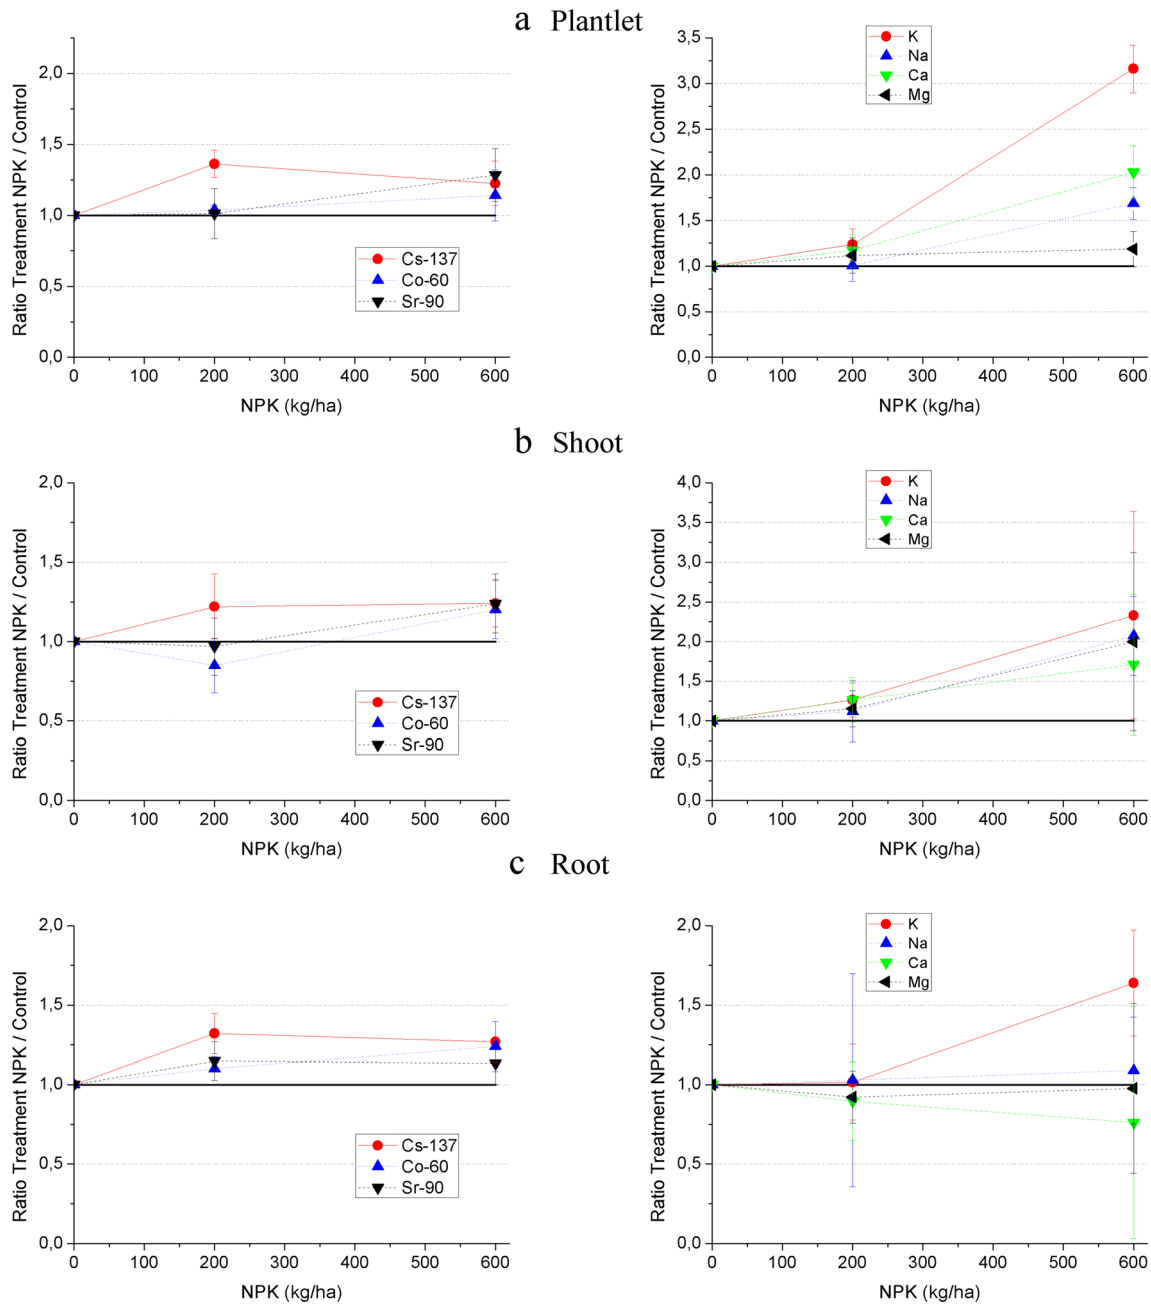 a Plantlet
Ratio Treatment NPK / Control
2,0
1,5
1,0
0,5
0,0
Cs-137
Co-60
Sr-90
0 100 200 300 400 500 600
NPK (kg/ha)
Ratio Treatment NPK / Control
3,5
3,0
2,5
2,0
1,5
1,0
0,5
0,0
K
Na
Ca
Mg
0 100 200 300 400 500 600
NPK (kg/ha)
b Shoot
Ratio Treatment NPK / Control
2,0
1,5
1,0
0,5
0,0
Cs-137
Co-60
Sr-90
0 100 200 300 400 500 600
NPK (kg/ha)
Ratio Treatment NPK / Control
4,0
3,5
3,0
2,5
2,0
1,5
1,0
0,5
0,0
K
Na
Ca
Mg
0 100 200 300 400 500 600
NPK (kg/ha)
c Root
Ratio Treatment NPK / Control
2,0
1,5
1,0
0,5
0,0
Cs-137
Co-60
Sr-90
0 100 200 300 400 500 600
NPK (kg/ha)
Ratio Treatment NPK / Control
2,0
1,5
1,0
0,5
0,0
K
Na
Ca
Mg
0 100 200 300 400 500 600
NPK (kg/ha)